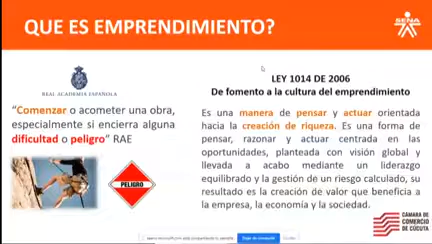 QUE ES EMPRENDIMIENTO?
SENA
REAL ACADEMIA ESPAÑOLA
“Comenzar o acometer una obra,
especialmente si encierra alguna
dificultad o peligro” RAE
PELIGRO
LEY 1014 DE 2006
De fomento a la cultura del emprendimiento
Es una manera de pensar y actuar orientada
hacia la creación de riqueza. Es una forma de
pensar, razonar y actuar centrada en las
oportunidades, planteada con visión global y
llevada a acabo mediante un liderazgo
equilibrado y la gestión de un riesgo calculado, su
resultado es la creación de valor que beneficia a
la empresa, la economía y la sociedad.
CÁMARA DE
COMERCIO
DE CÚCUTA